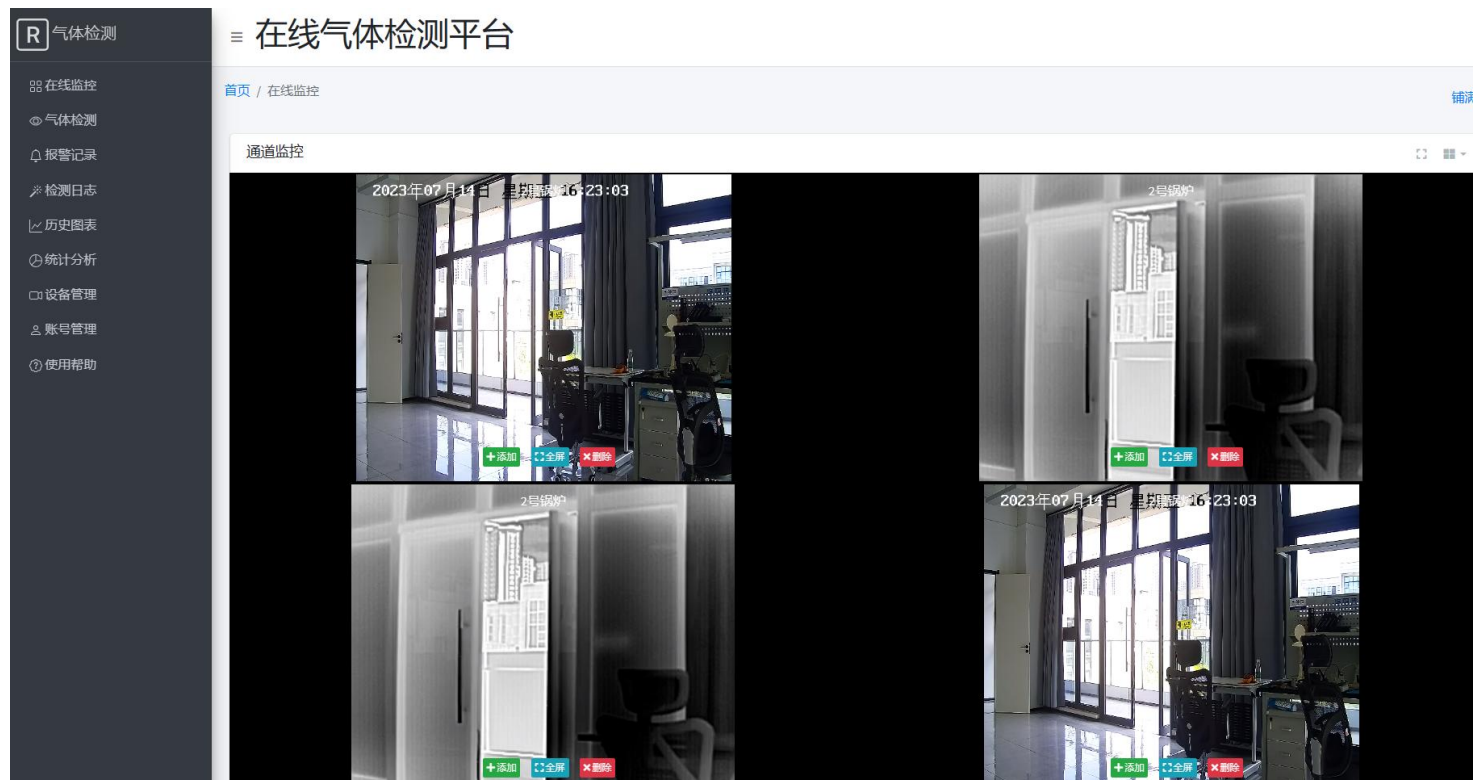 R 气体检测
≡ 在线气体检测平台
在线监控
气体检测
报警记录
检测日志
历史图表
统计分析
设备管理
账号管理
使用帮助
首页 / 在线监控
铺满
通道监控
2023年07月14日 星期五 16:23:03
2号锅炉
添加 全屏 删除
添加 全屏 删除
2号锅炉
2023年07月14日 星期五 16:23:03
添加 全屏 删除
添加 全屏 删除